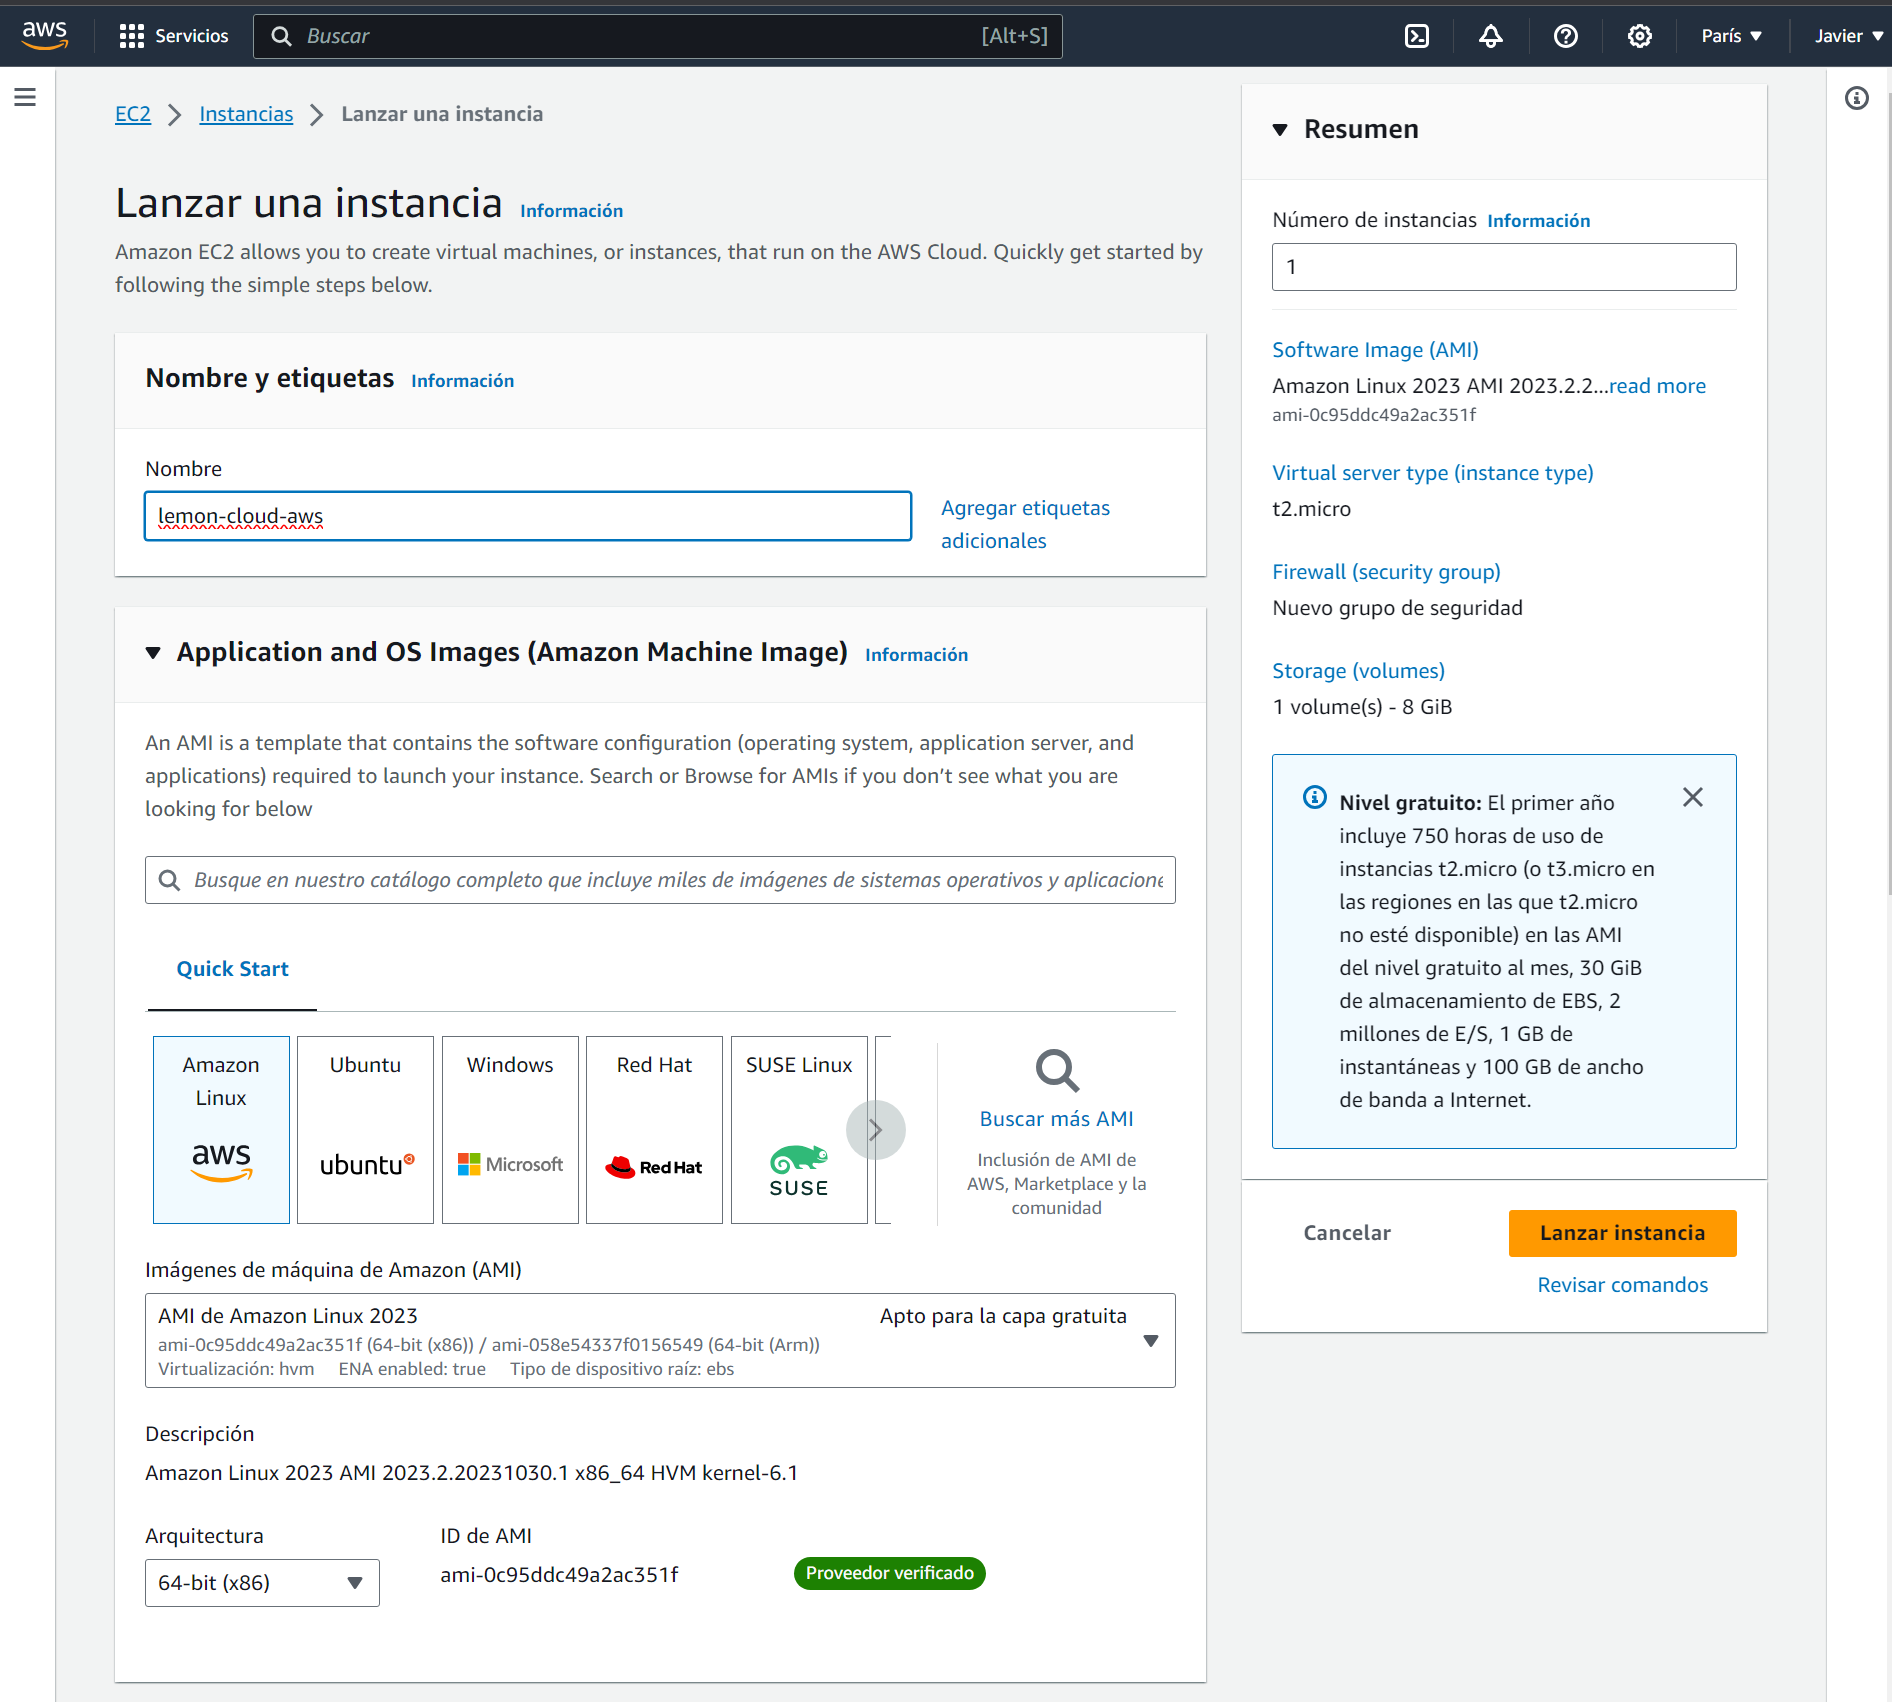 aws
Servicios
Buscar
[Alt+S]
París
Javier
EC2
Instancias
Lanzar una instancia
Lanzar una instancia
Información
Amazon EC2 allows you to create virtual machines, or instances, that run on the AWS Cloud. Quickly get started by
following the simple steps below.
Nombre y etiquetas
Información
Nombre
lemon-cloud-aws
Agregar etiquetas
adicionales
Application and OS Images (Amazon Machine Image)
Información
An AMI is a template that contains the software configuration (operating system, application server, and
applications) required to launch your instance. Search or Browse for AMIs if you don’t see what you are
looking for below
Busque en nuestro catálogo completo que incluye miles de imágenes de sistemas operativos y aplicacione
Quick Start
Amazon
Linux
aws
Ubuntu
ubuntu
Windows
Microsoft
Red Hat
Red Hat
SUSE Linux
SUSE
Buscar más AMI
Inclusión de AMI de
AWS, Marketplace y la
comunidad
Imágenes de máquina de Amazon (AMI)
AMI de Amazon Linux 2023
Apto para la capa gratuita
ami-0c95ddc49a2ac351f (64-bit (x86)) / ami-058e54337f0156549 (64-bit (Arm))
Virtualización: hvm ENA enabled: true Tipo de dispositivo raíz: ebs
Descripción
Amazon Linux 2023 AMI 2023.2.20231030.1 x86_64 HVM kernel-6.1
Arquitectura
64-bit (x86)
ID de AMI
ami-0c95ddc49a2ac351f
Proveedor verificado
Resumen
Número de instancias Información
1
Software Image (AMI)
Amazon Linux 2023 AMI 2023.2.2...read more
ami-0c95ddc49a2ac351f
Virtual server type (instance type)
t2.micro
Firewall (security group)
Nuevo grupo de seguridad
Storage (volumes)
1 volume(s) - 8 GiB
Nivel gratuito: El primer año
incluye 750 horas de uso de
instancias t2.micro (o t3.micro en
las regiones en las que t2.micro
no esté disponible) en las AMI
del nivel gratuito al mes, 30 GiB
de almacenamiento de EBS, 2
millones de E/S, 1 GB de
instantáneas y 100 GB de ancho
de banda a Internet.
Cancelar
Lanzar instancia
Revisar comandos